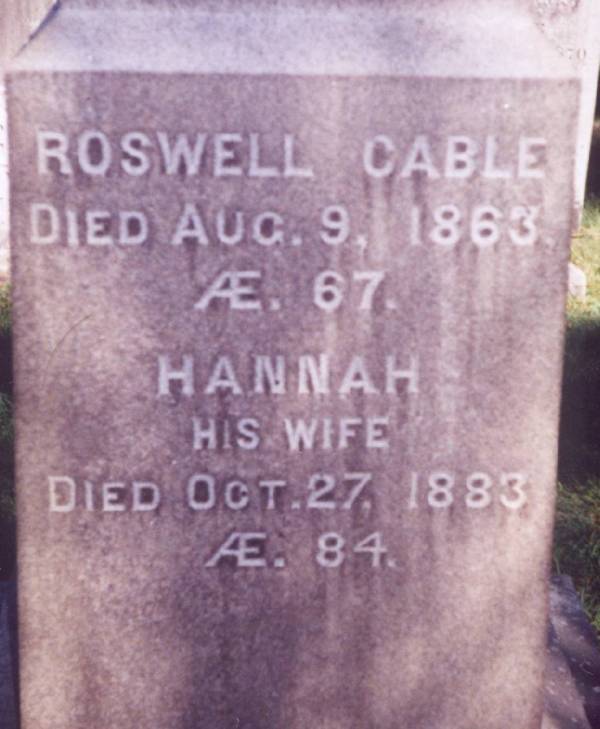 ROSWELL CABLE
DIED AUG. 9, 1863.
Æ. 67.
HANNAH
HIS WIFE
DIED OCT. 27, 1883
Æ. 84.